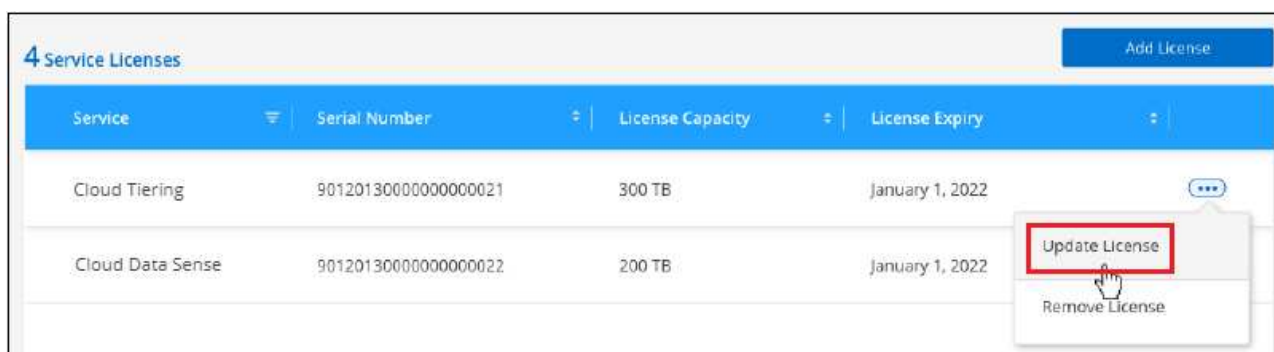 4 Service Licenses
Add License
Service Serial Number License Capacity License Expiry
Cloud Tiering 90120130000000000021 300 TB January 1, 2022
Update License
Cloud Data Sense 90120130000000000022 200 TB January 1, 2022
Remove License